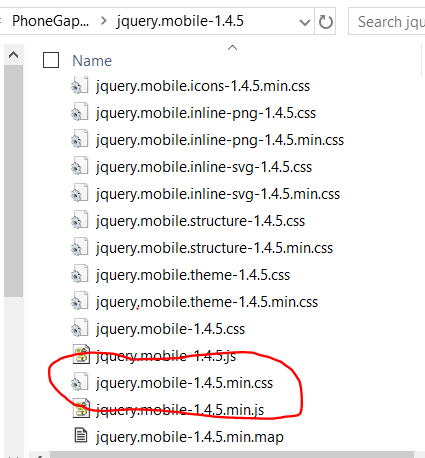 PhoneGap... > jquery.mobile-1.4.5
Search jqu
Name
jquery.mobile.icons-1.4.5.min.css
jquery.mobile.inline-png-1.4.5.css
jquery.mobile.inline-png-1.4.5.min.css
jquery.mobile.inline-svg-1.4.5.css
jquery.mobile.inline-svg-1.4.5.min.css
jquery.mobile.structure-1.4.5.css
jquery.mobile.structure-1.4.5.min.css
jquery.mobile.theme-1.4.5.css
jquery.mobile.theme-1.4.5.min.css
jquery.mobile-1.4.5.css
jquery.mobile-1.4.5.js
jquery.mobile-1.4.5.min.css
jquery.mobile-1.4.5.min.js
jquery.mobile-1.4.5.min.map